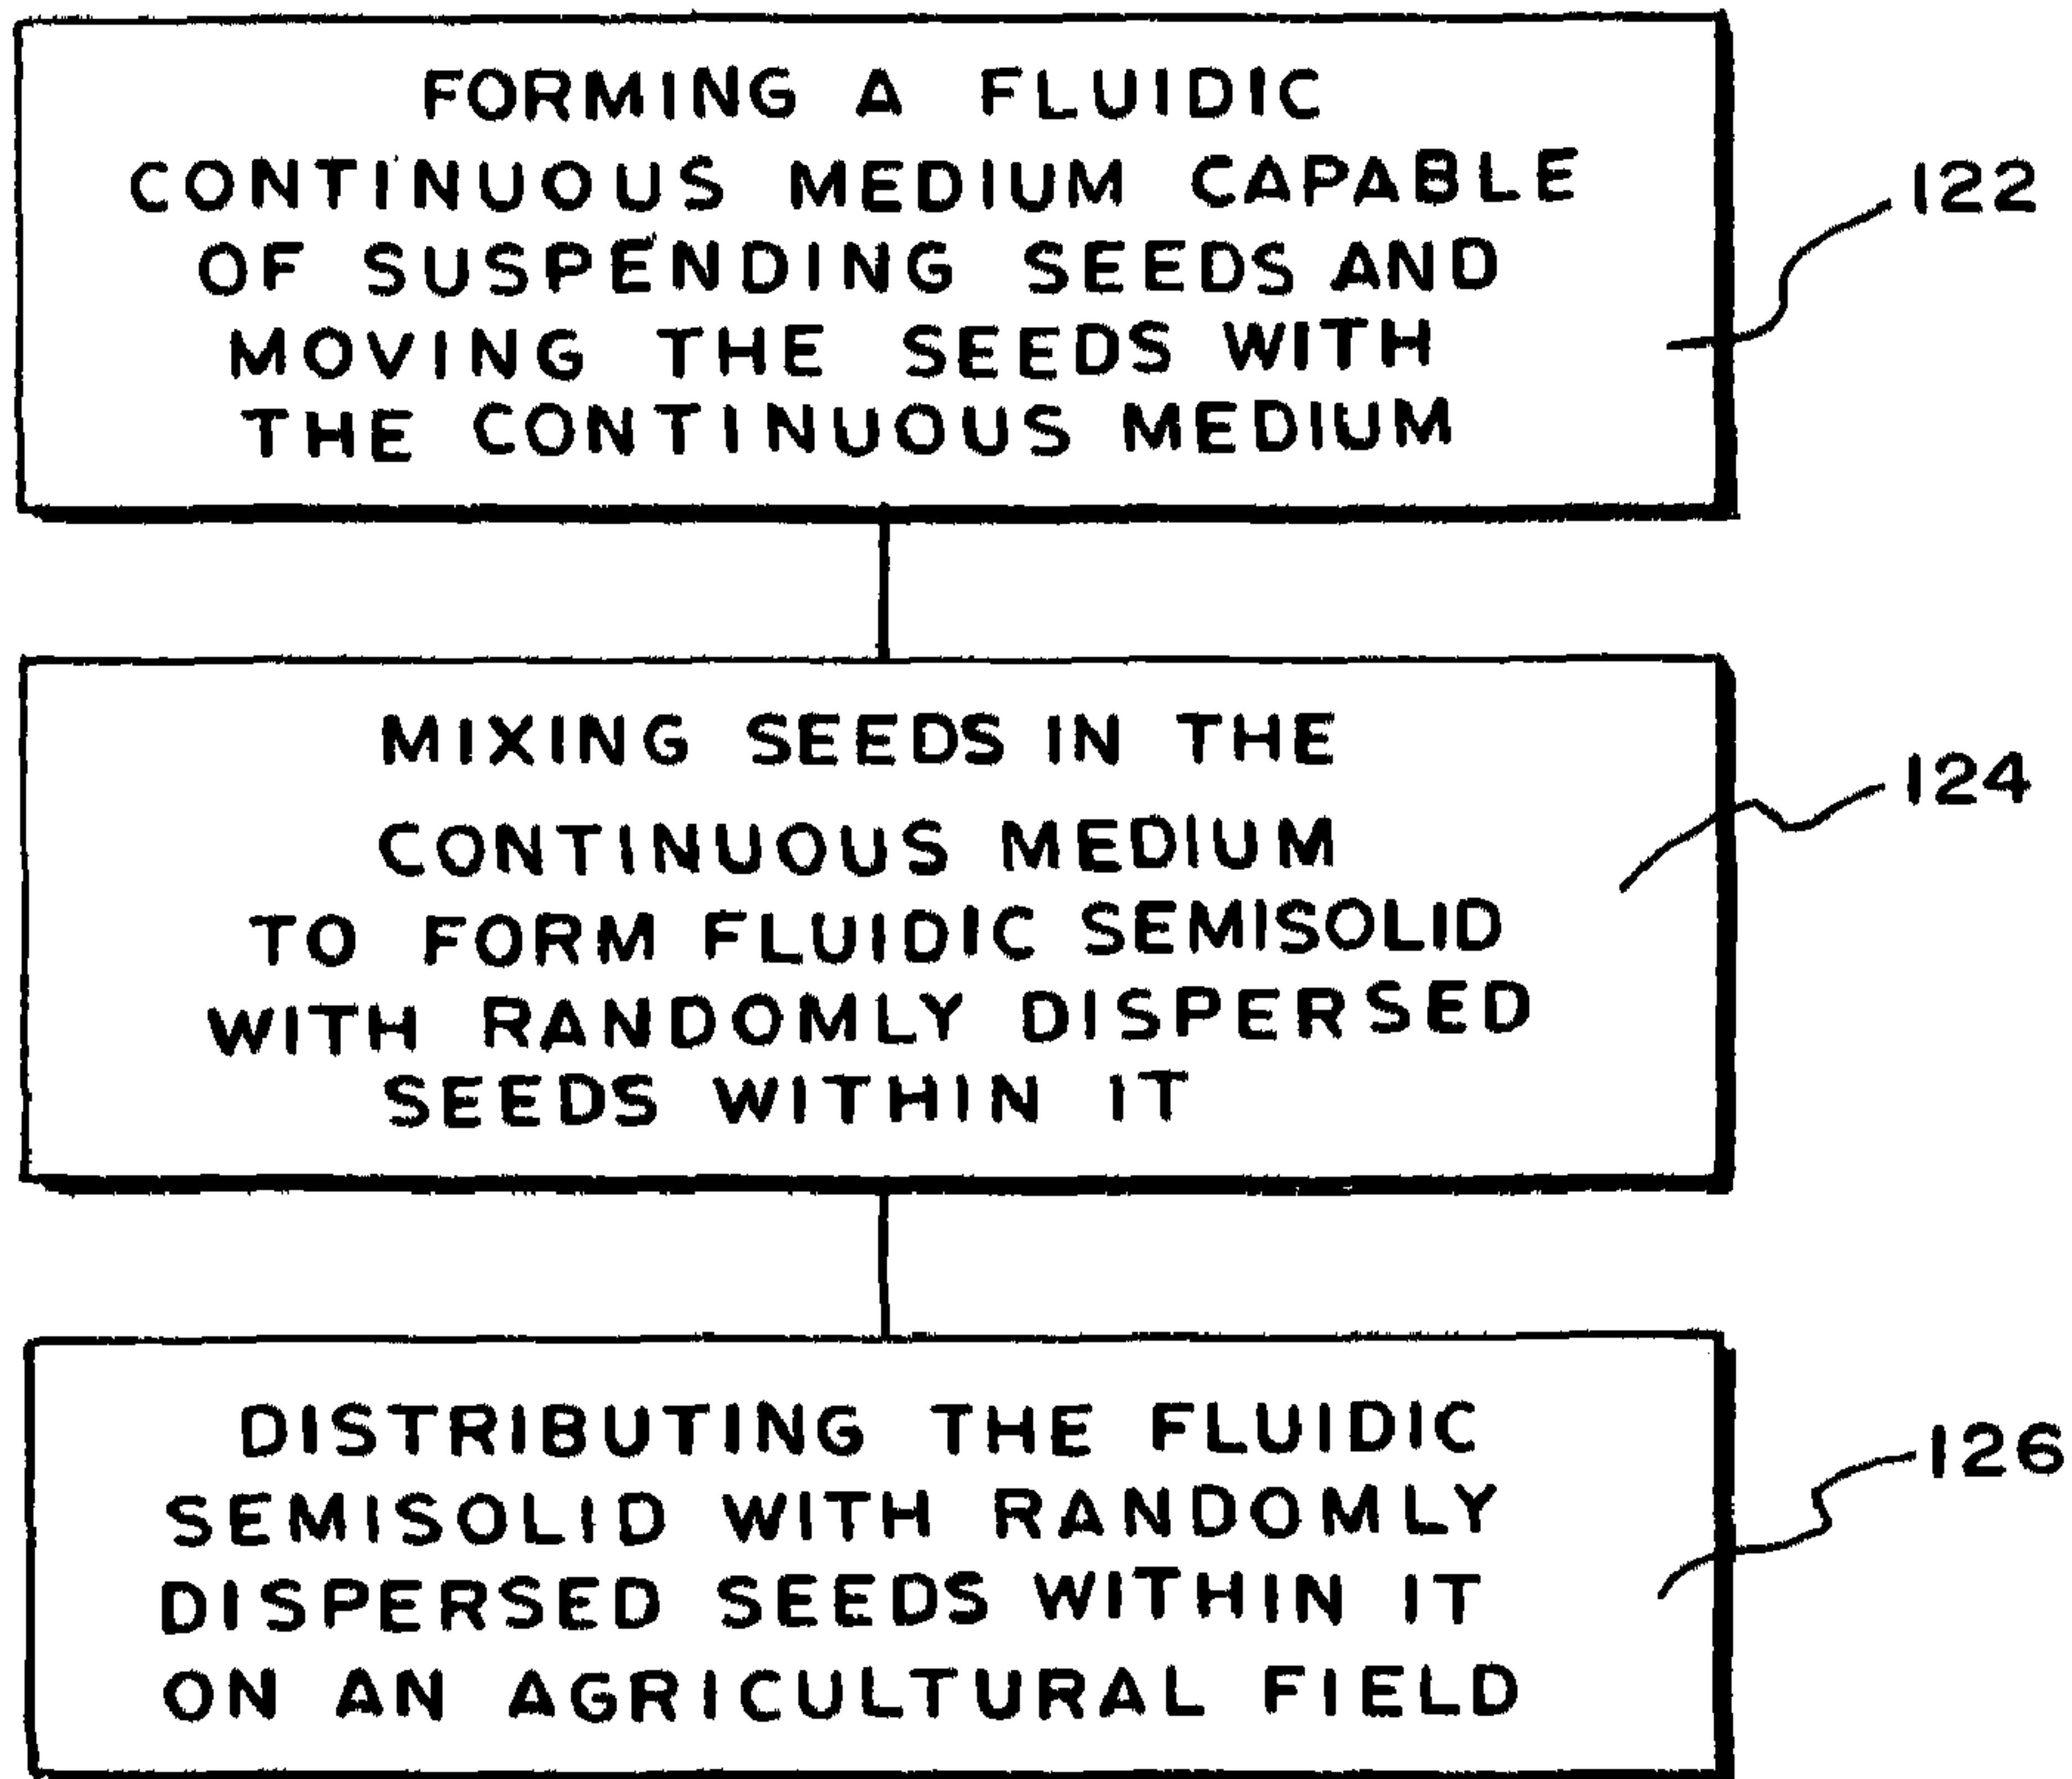 FORMING A FLUIDIC
CONTINUOUS MEDIUM CAPABLE
OF SUSPENDING SEEDS AND
MOVING THE SEEDS WITH
THE CONTINUOUS MEDIUM
122
MIXING SEEDS IN THE
CONTINUOUS MEDIUM
TO FORM FLUIDIC SEMISOLID
WITH RANDOMLY DISPERSED
SEEDS WITHIN IT
124
DISTRIBUTING THE FLUIDIC
SEMISOLID WITH RANDOMLY
DISPERSED SEEDS WITHIN IT
ON AN AGRICULTURAL FIELD
126